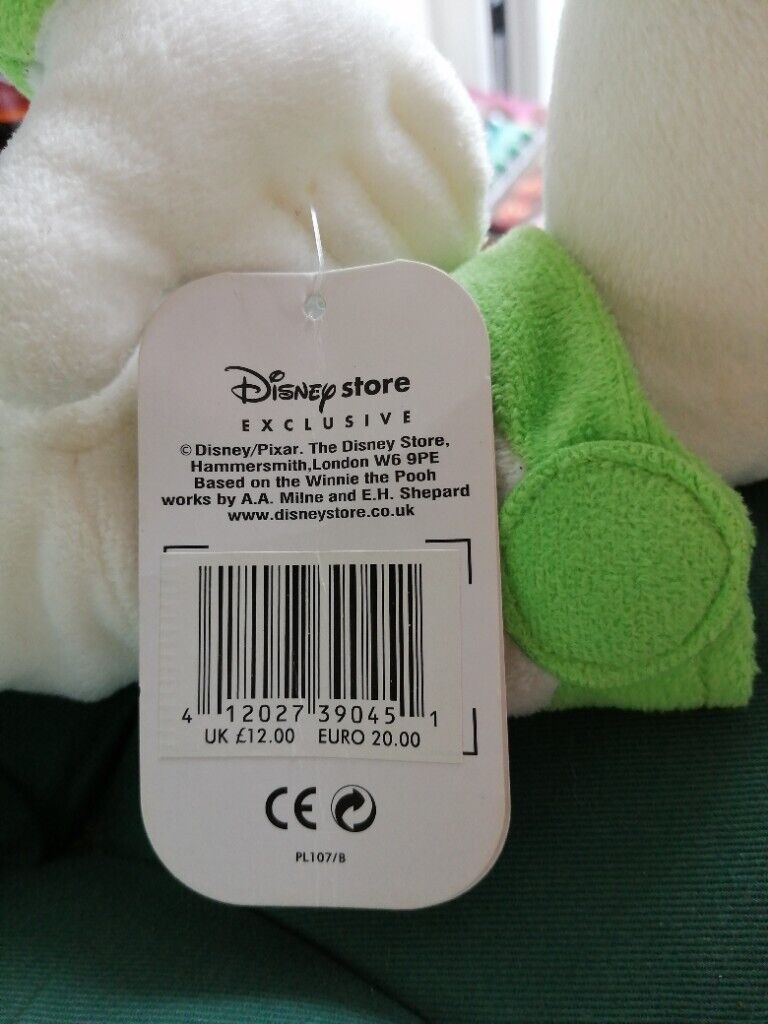 Disney store
EXCLUSIVE
© Disney/Pixar. The Disney Store,
Hammersmith,London W6 9PE
Based on the Winnie the Pooh
works by A.A. Milne and E.H. Shepard
www.disneystore.co.uk
4 12027 39045 1
UK £12.00 EURO 20.00
CE
PL107/B